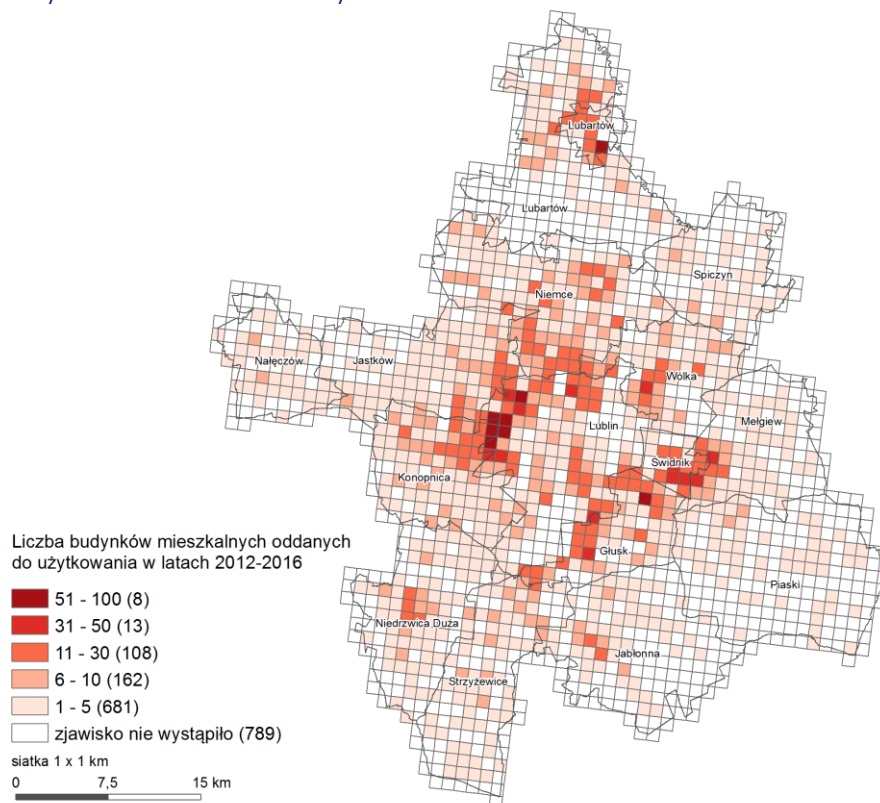 Lubartów
Lubartów
Spiczyn
Niemce
Nałęczów
Jastków
Wólka
Mełgiew
Lublin
Świdnik
Konopnica
Głusk
Piaski
Niedrzwica Duża
Jabłonna
Strzyżewice
Liczba budynków mieszkalnych oddanych
do użytkowania w latach 2012-2016
51 - 100 (8)
31 - 50 (13)
11 - 30 (108)
6 - 10 (162)
1 - 5 (681)
zjawisko nie wystąpiło (789)
siatka 1 x 1 km
0 7,5 15 km